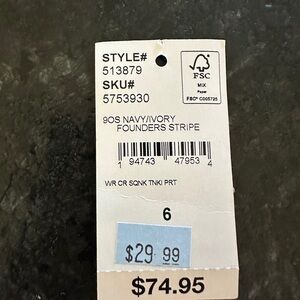 STYLE#
513879
SKU#
5753930
FSC
MIX
Paper
FSC® C005725
9OS NAVY/IVORY
FOUNDERS STRIPE
1 94743 47953 4
WR CR SQNK TNKI PRT
6
$29.99
$74.95